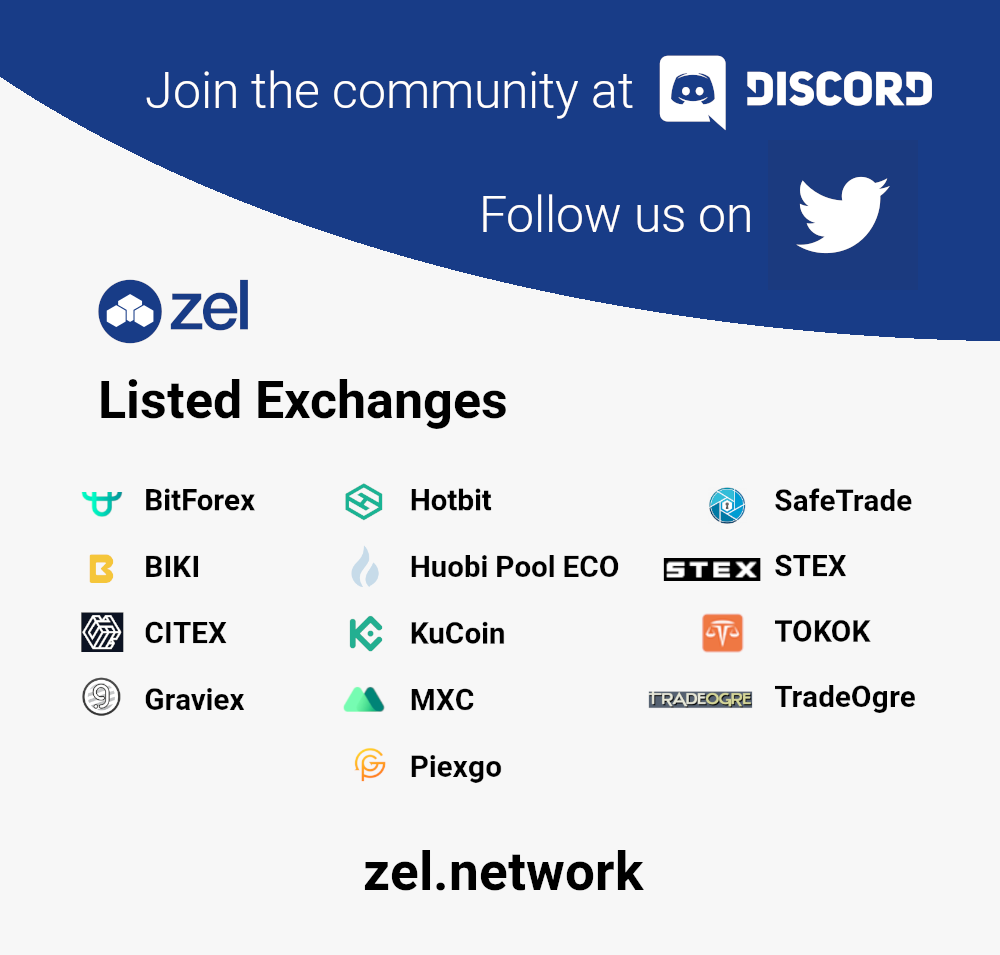 Join the community at DISCORD
Follow us on
zel
Listed Exchanges
BitForex
BIKI
CITEX
Graviex
Hotbit
Huobi Pool ECO
KuCoin
MXC
Piexgo
SafeTrade
STEX STEX
TOKOK
TRADEOGRE TradeOgre
zel.network